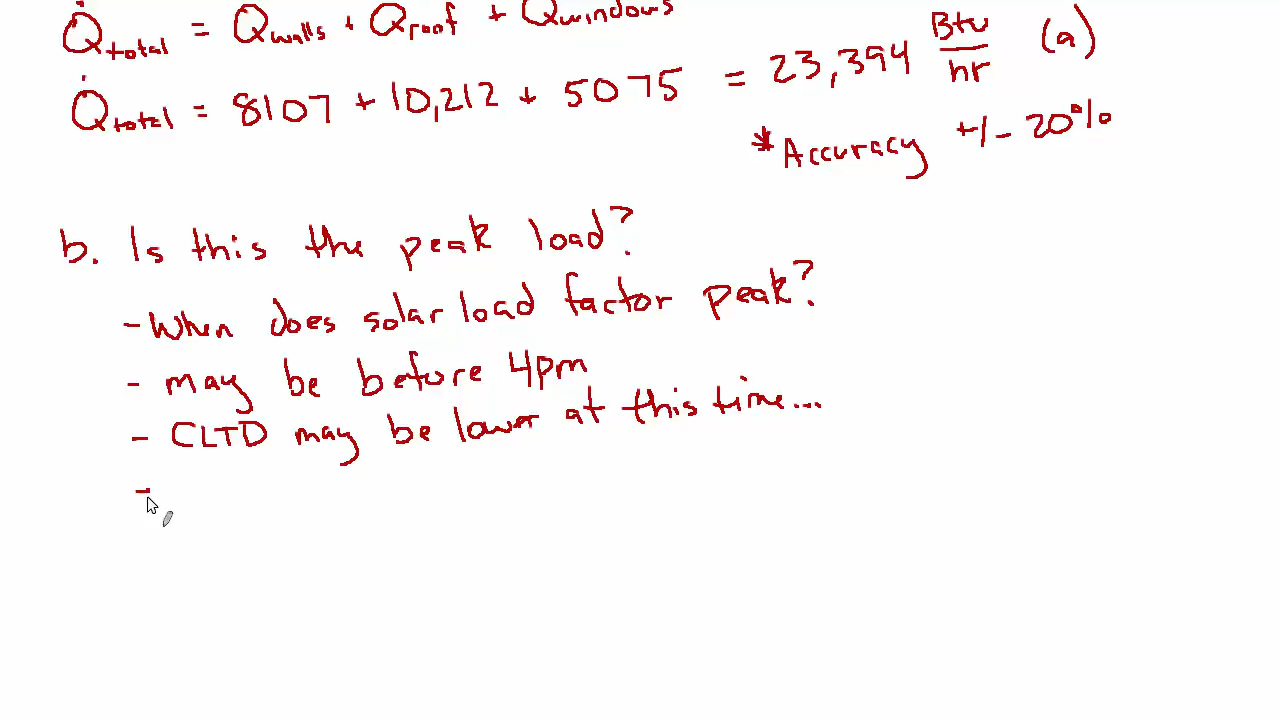 Q̇total = Qwalls + Qroof + Qwindows
Q̇total = 8107 + 10,212 + 5075 = 23,394 Btu/hr (a)
*Accuracy +/- 20%
b. Is this the peak load?
- When does solar load factor peak?
- may be before 4pm
- CLTD may be lower at this time...
-